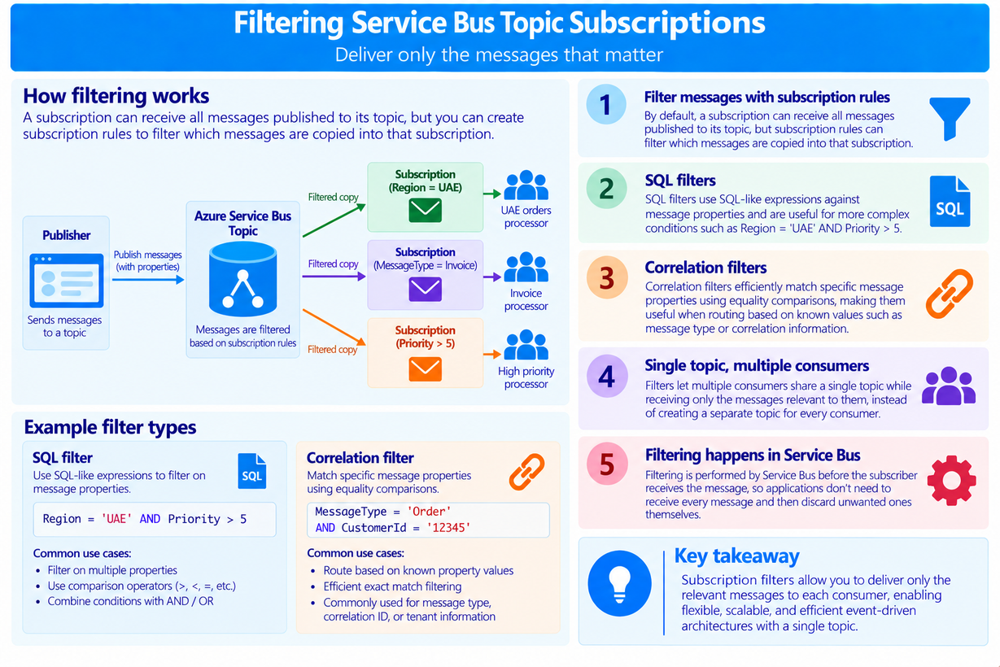 Filtering Service Bus Topic Subscriptions
Deliver only the messages that matter
How filtering works
A subscription can receive all messages published to its topic, but you can create
subscription rules to filter which messages are copied into that subscription.
Publisher
Sends messages
to a topic
Publish messages
(with properties)
Azure Service Bus
Topic
Messages are filtered
based on subscription rules
Filtered copy
Subscription
(Region = UAE)
UAE orders
processor
Filtered copy
Subscription
(MessageType = Invoice)
Invoice
processor
Filtered copy
Subscription
(Priority > 5)
High priority
processor
Example filter types
SQL filter
Use SQL-like expressions to filter on
message properties.
SQL
Region = 'UAE' AND Priority > 5
Common use cases:
• Filter on multiple properties
• Use comparison operators (>, <, =, etc.)
• Combine conditions with AND / OR
Correlation filter
Match specific message properties
using equality comparisons.
MessageType = 'Order'
AND CustomerId = '12345'
Common use cases:
• Route based on known property values
• Efficient exact match filtering
• Commonly used for message type,
correlation ID, or tenant information
1
Filter messages with subscription rules
By default, a subscription can receive all messages
published to its topic, but subscription rules can
filter which messages are copied into that subscription.
2
SQL filters
SQL filters use SQL-like expressions against
message properties and are useful for more complex
conditions such as Region = 'UAE' AND Priority > 5.
SQL
3
Correlation filters
Correlation filters efficiently match specific message
properties using equality comparisons, making them
useful when routing based on known values such as
message type or correlation information.
4
Single topic, multiple consumers
Filters let multiple consumers share a single topic while
receiving only the messages relevant to them, instead
of creating a separate topic for every consumer.
5
Filtering happens in Service Bus
Filtering is performed by Service Bus before the subscriber
receives the message, so applications don't need to
receive every message and then discard unwanted ones
themselves.
Key takeaway
Subscription filters allow you to deliver only the
relevant messages to each consumer, enabling
flexible, scalable, and efficient event-driven
architectures with a single topic.